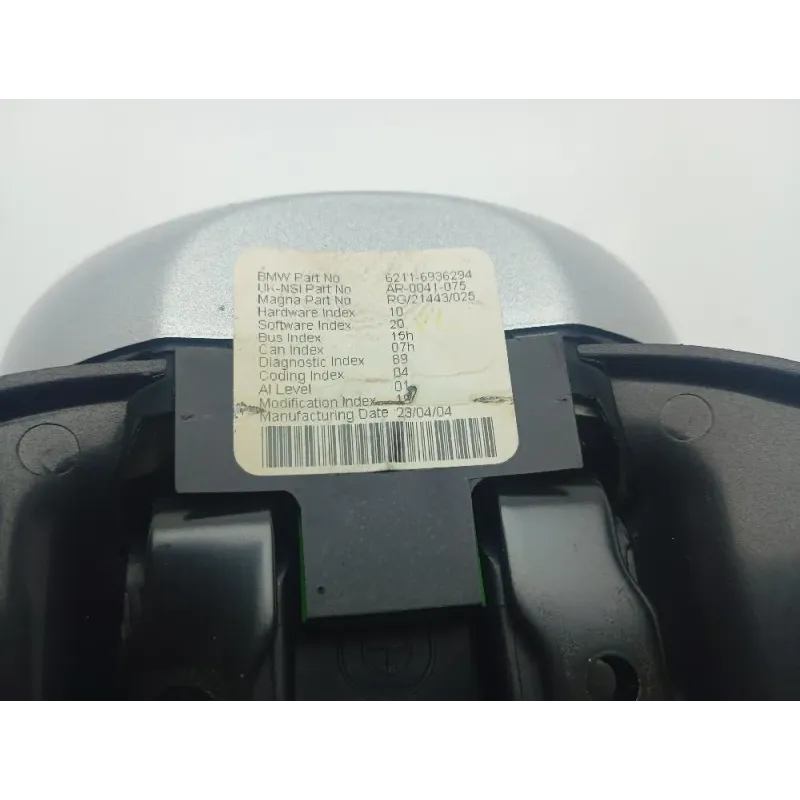 BMW Part No 6211-6936294
UK-NSI Part No AR-0041-075
Magna Part No RG/21443/025
Hardware Index 10
Software Index 20
Bus Index 15h
Can Index 07h
Diagnostic Index 69
Coding Index 04
AI Level 01
Modification Index
Manufacturing Date 23/04/04